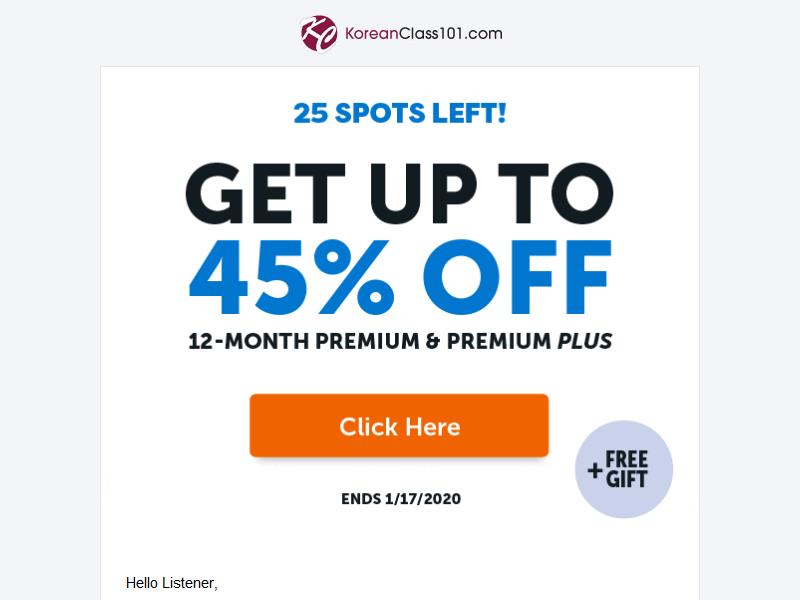 KoreanClass101.com
25 SPOTS LEFT!
GET UP TO
45% OFF
12-MONTH PREMIUM & PREMIUM PLUS
Click Here
+ FREE
GIFT
ENDS 1/17/2020
Hello Listener,